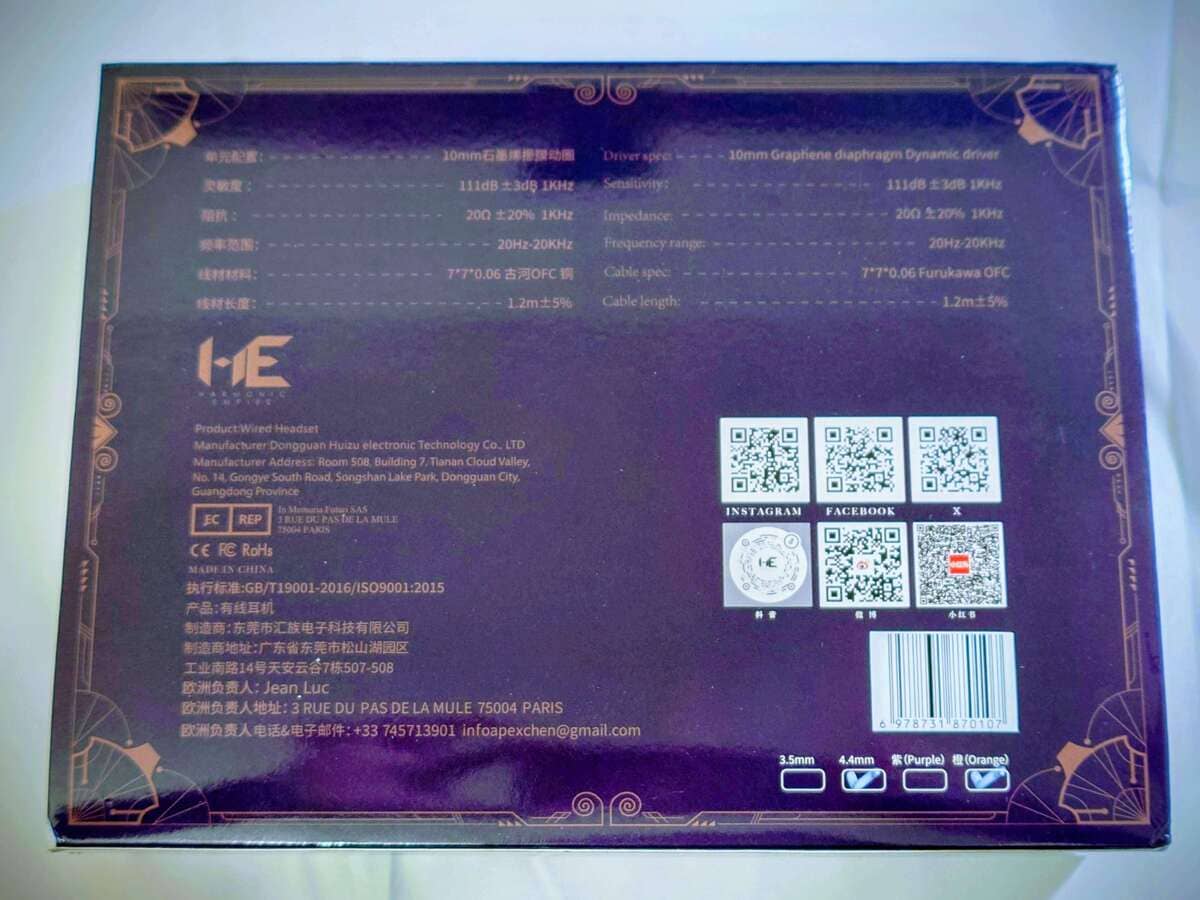 单元配置: 10mm石墨烯振膜动圈
灵敏度: 111dB ±3dB 1KHz
阻抗: 20Ω ±20% 1KHz
频率范围: 20Hz-20KHz
线材材料: 7*7*0.06 古河OFC 铜
线材长度: 1.2m±5%
Driver spec: 10mm Graphene diaphragm Dynamic driver
Sensitivity: 111dB ±3dB 1KHz
Impedance: 20Ω ±20% 1KHz
Frequency range: 20Hz-20KHz
Cable spec: 7*7*0.06 Furukawa OFC
Cable length: 1.2m±5%
HE
HARMONIC
EMPIRE
Product:Wired Headset
Manufacturer:Dongguan Huizu electronic Technology Co., LTD
Manufacturer Address: Room 508, Building 7, Tianan Cloud Valley,
No. 14, Gongye South Road, Songshan Lake Park, Dongguan City,
Guangdong Province
EC REP
In Memoria Futuri SAS
3 RUE DU PAS DE LA MULE
75004 PARIS
CE FC RoHs
MADE IN CHINA
执行标准:GB/T19001-2016/ISO9001:2015
产品:有线耳机
制造商:东莞市汇族电子科技有限公司
制造商地址:广东省东莞市松山湖园区
工业南路14号天安云谷7栋507-508
欧洲负责人: Jean Luc
欧洲负责人地址: 3 RUE DU PAS DE LA MULE 75004 PARIS
欧洲负责人电话&电子邮件: +33 745713901 infoapexchen@gmail.com
INSTAGRAM FACEBOOK X
HE
抖音 微博 小红书
6 978731 870107
3.5mm 4.4mm 紫(Purple) 橙(Orange)